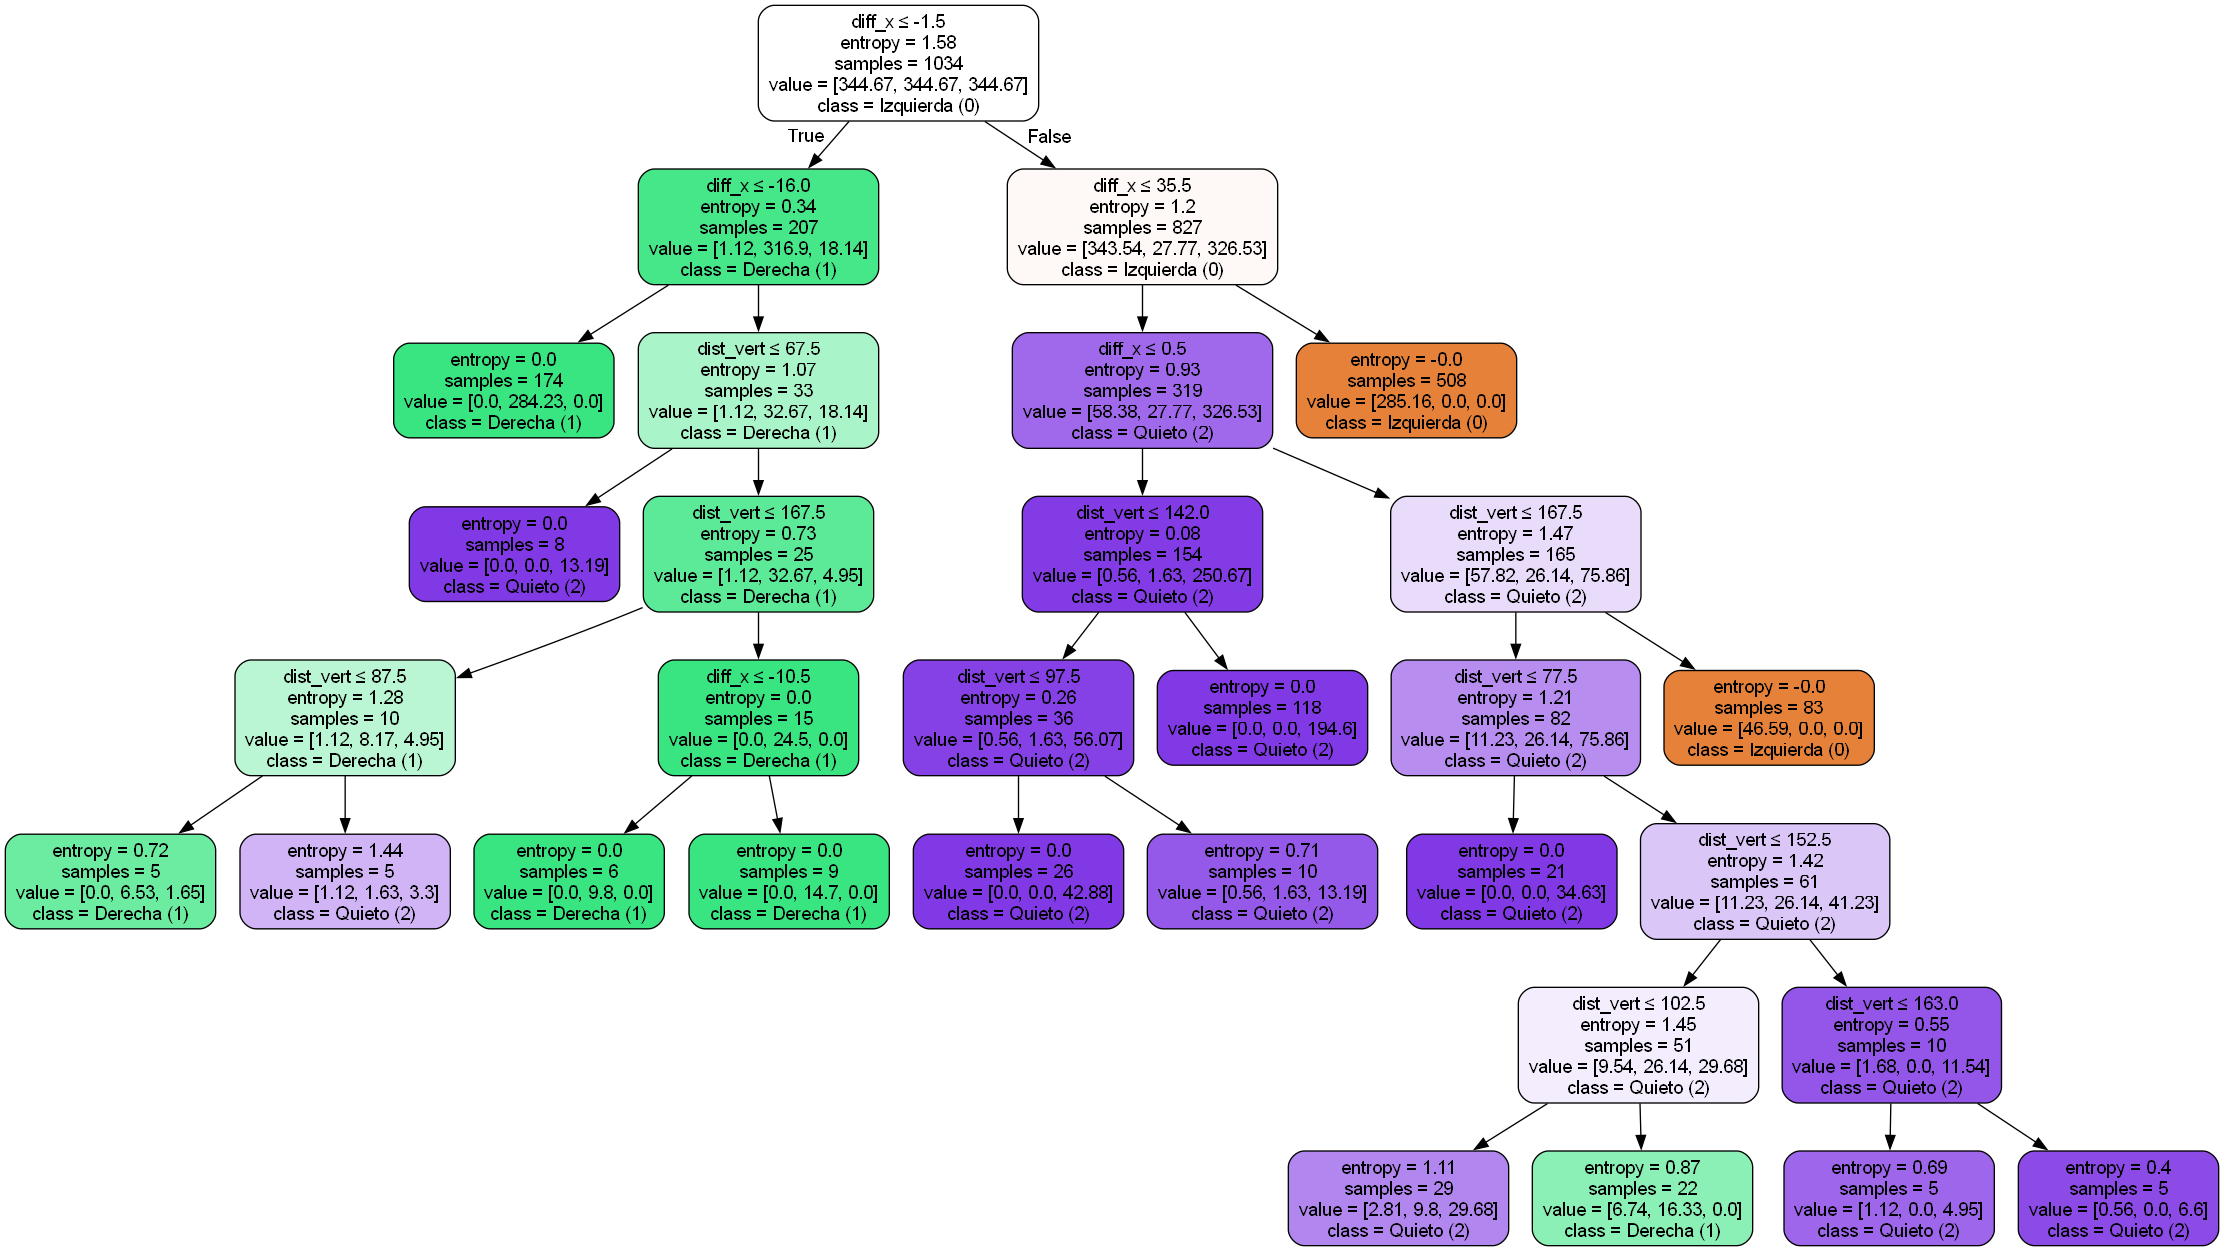 diff_x ≤ -1.5
entropy = 1.58
samples = 1034
value = [344.67, 344.67, 344.67]
class = Izquierda (0)
True
False
diff_x ≤ -16.0
entropy = 0.34
samples = 207
value = [1.12, 316.9, 18.14]
class = Derecha (1)
diff_x ≤ 35.5
entropy = 1.2
samples = 827
value = [343.54, 27.77, 326.53]
class = Izquierda (0)
entropy = 0.0
samples = 174
value = [0.0, 284.23, 0.0]
class = Derecha (1)
dist_vert ≤ 67.5
entropy = 1.07
samples = 33
value = [1.12, 32.67, 18.14]
class = Derecha (1)
diff_x ≤ 0.5
entropy = 0.93
samples = 319
value = [58.38, 27.77, 326.53]
class = Quieto (2)
entropy = -0.0
samples = 508
value = [285.16, 0.0, 0.0]
class = Izquierda (0)
entropy = 0.0
samples = 8
value = [0.0, 0.0, 13.19]
class = Quieto (2)
dist_vert ≤ 167.5
entropy = 0.73
samples = 25
value = [1.12, 32.67, 4.95]
class = Derecha (1)
dist_vert ≤ 142.0
entropy = 0.08
samples = 154
value = [0.56, 1.63, 250.67]
class = Quieto (2)
dist_vert ≤ 167.5
entropy = 1.47
samples = 165
value = [57.82, 26.14, 75.86]
class = Quieto (2)
dist_vert ≤ 87.5
entropy = 1.28
samples = 10
value = [1.12, 8.17, 4.95]
class = Derecha (1)
diff_x ≤ -10.5
entropy = 0.0
samples = 15
value = [0.0, 24.5, 0.0]
class = Derecha (1)
dist_vert ≤ 97.5
entropy = 0.26
samples = 36
value = [0.56, 1.63, 56.07]
class = Quieto (2)
entropy = 0.0
samples = 118
value = [0.0, 0.0, 194.6]
class = Quieto (2)
dist_vert ≤ 77.5
entropy = 1.21
samples = 82
value = [11.23, 26.14, 75.86]
class = Quieto (2)
entropy = -0.0
samples = 83
value = [46.59, 0.0, 0.0]
class = Izquierda (0)
entropy = 0.72
samples = 5
value = [0.0, 6.53, 1.65]
class = Derecha (1)
entropy = 1.44
samples = 5
value = [1.12, 1.63, 3.3]
class = Quieto (2)
entropy = 0.0
samples = 6
value = [0.0, 9.8, 0.0]
class = Derecha (1)
entropy = 0.0
samples = 9
value = [0.0, 14.7, 0.0]
class = Derecha (1)
entropy = 0.0
samples = 26
value = [0.0, 0.0, 42.88]
class = Quieto (2)
entropy = 0.71
samples = 10
value = [0.56, 1.63, 13.19]
class = Quieto (2)
entropy = 0.0
samples = 21
value = [0.0, 0.0, 34.63]
class = Quieto (2)
dist_vert ≤ 152.5
entropy = 1.42
samples = 61
value = [11.23, 26.14, 41.23]
class = Quieto (2)
dist_vert ≤ 102.5
entropy = 1.45
samples = 51
value = [9.54, 26.14, 29.68]
class = Quieto (2)
dist_vert ≤ 163.0
entropy = 0.55
samples = 10
value = [1.68, 0.0, 11.54]
class = Quieto (2)
entropy = 1.11
samples = 29
value = [2.81, 9.8, 29.68]
class = Quieto (2)
entropy = 0.87
samples = 22
value = [6.74, 16.33, 0.0]
class = Derecha (1)
entropy = 0.69
samples = 5
value = [1.12, 0.0, 4.95]
class = Quieto (2)
entropy = 0.4
samples = 5
value = [0.56, 0.0, 6.6]
class = Quieto (2)